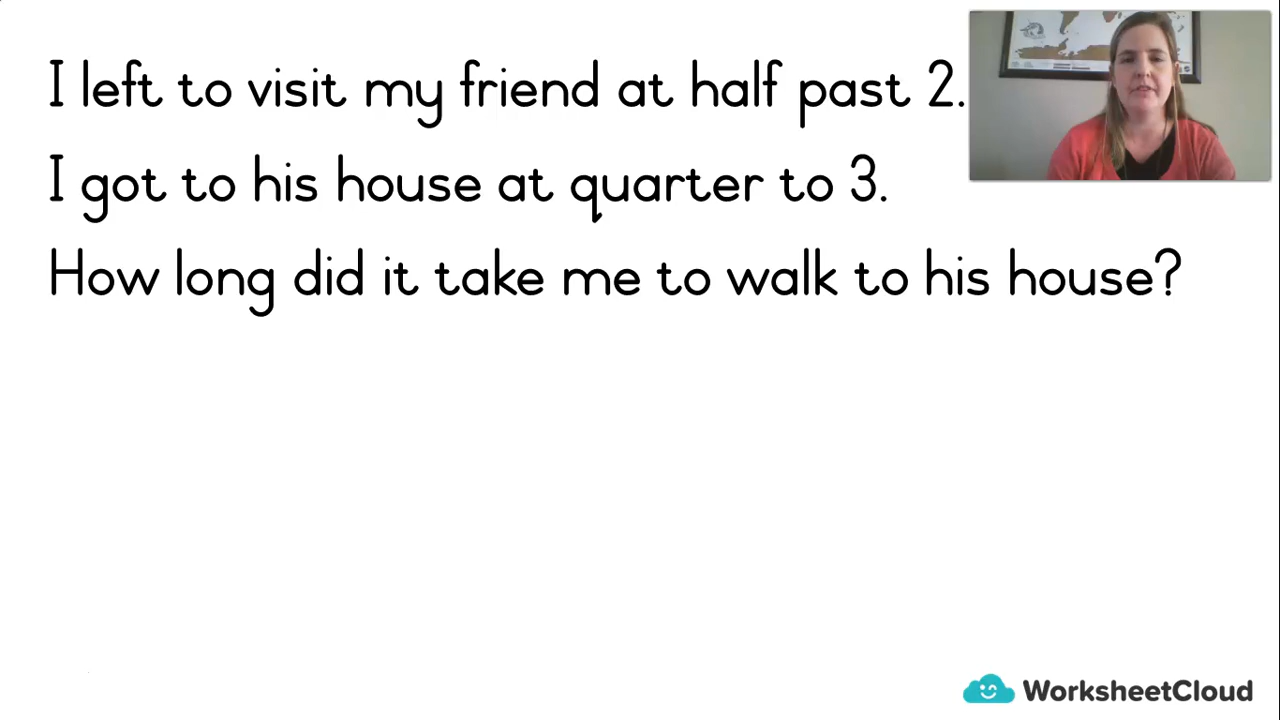 I left to visit my friend at half past 2.
I got to his house at quarter to 3.
How long did it take me to walk to his house?
WorksheetCloud